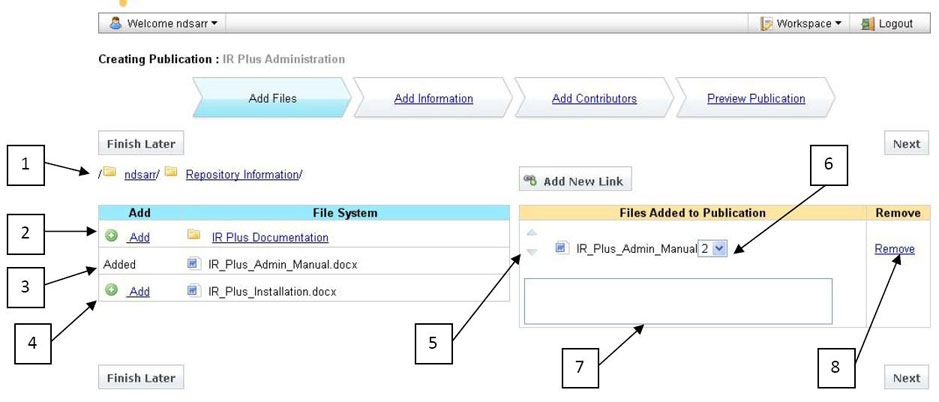 Welcome ndsarr Workspace Logout
Creating Publication : IR Plus Administration
Add Files Add Information Add Contributors Preview Publication
Finish Later Next
1 6
/ ndsarr/ Repository Information/
Add New Link
Add File System Files Added to Publication Remove
2 Add IR Plus Documentation
IR_Plus_Admin_Manual 2 Remove
3 Added IR_Plus_Admin_Manual.docx
Add IR_Plus_Installation.docx
4 5 7 8
Finish Later Next